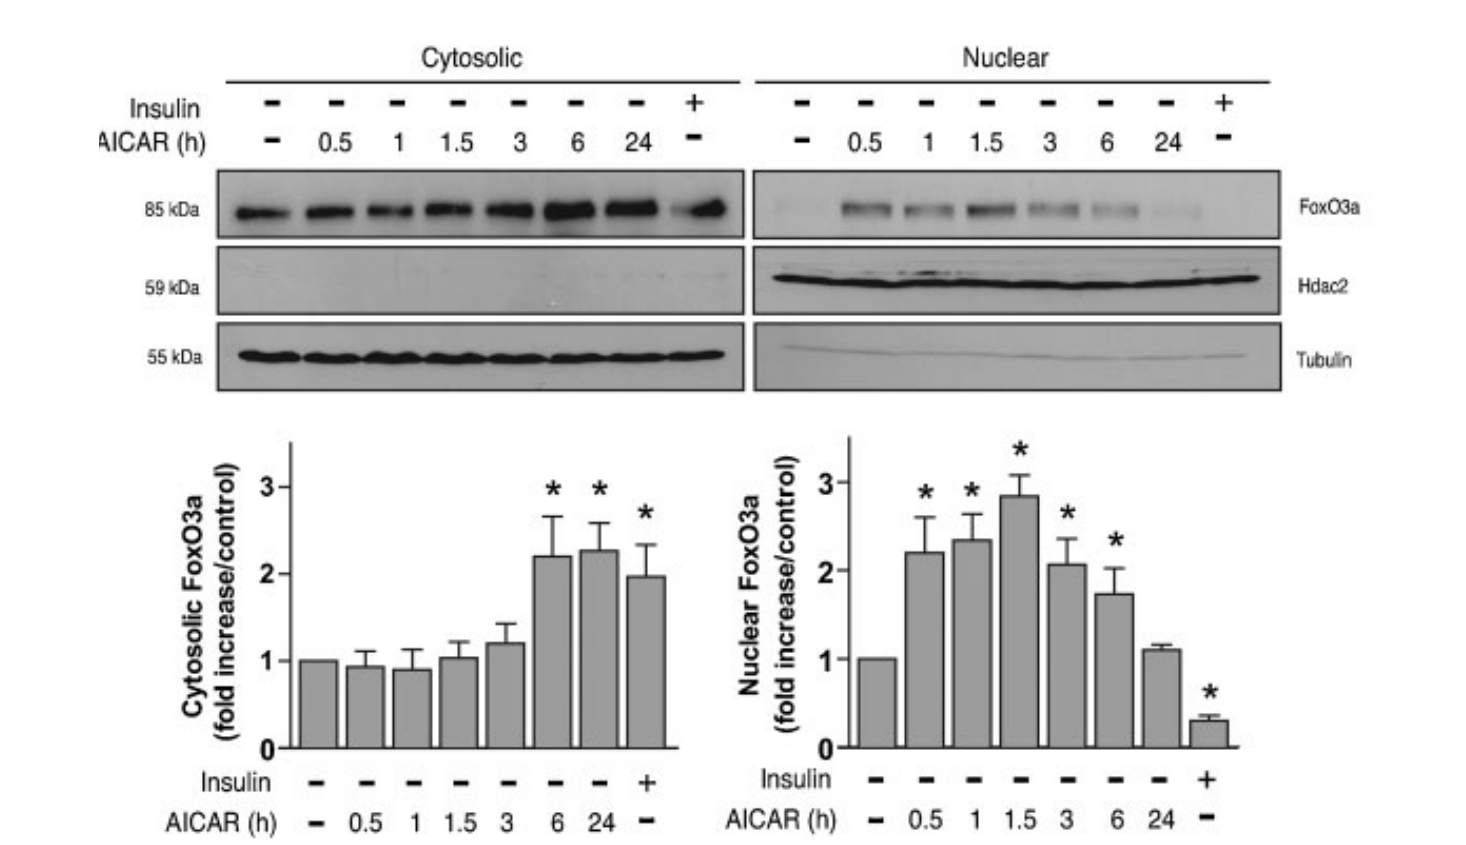 Cytosolic Nuclear
Insulin - - - - - - - + - - - - - - - +
AICAR (h) - 0.5 1 1.5 3 6 24 - - 0.5 1 1.5 3 6 24 -
85 kDa FoxO3a
59 kDa Hdac2
55 kDa Tubulin
Cytosolic FoxO3a
(fold increase/control)
3
2
1
0
* * *
Insulin - - - - - - - +
AICAR (h) - 0.5 1 1.5 3 6 24 -
Nuclear FoxO3a
(fold increase/control)
3
2
1
0
* * * * * *
Insulin - - - - - - - +
AICAR (h) - 0.5 1 1.5 3 6 24 -